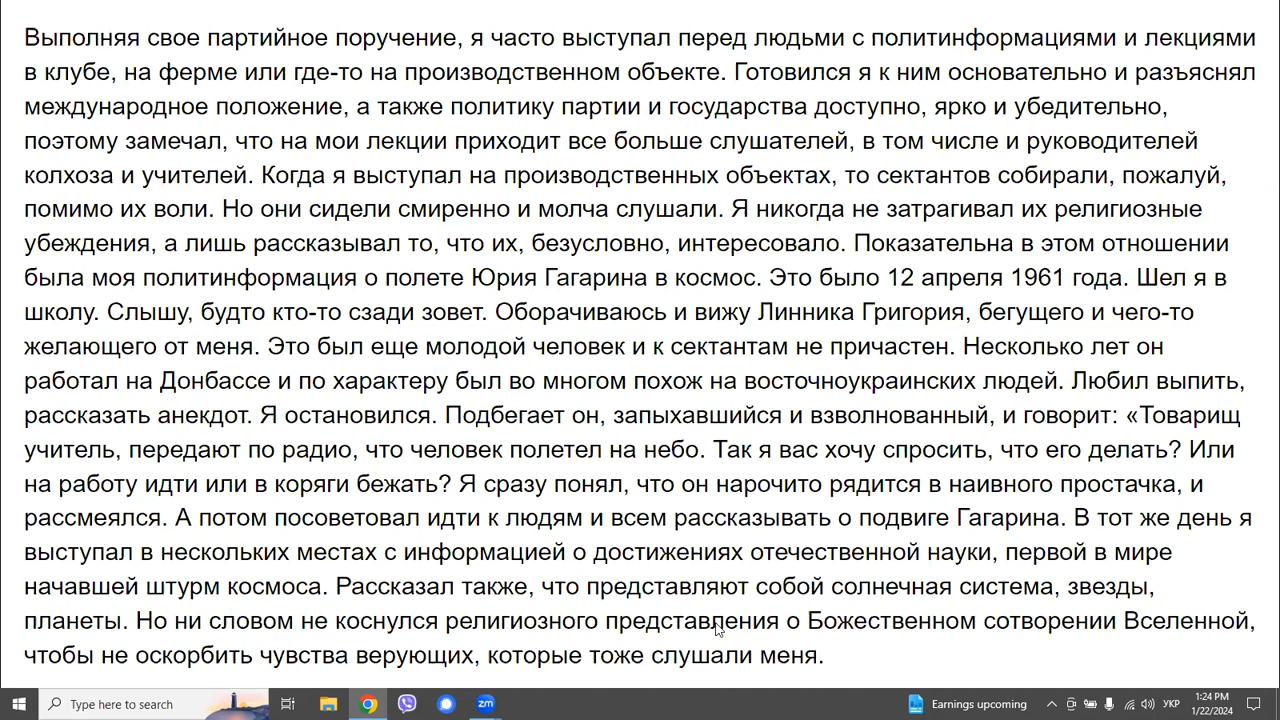 Выполняя свое партийное поручение, я часто выступал перед людьми с политинформациями и лекциями
в клубе, на ферме или где-то на производственном объекте. Готовился я к ним основательно и разъяснял
международное положение, а также политику партии и государства доступно, ярко и убедительно,
поэтому замечал, что на мои лекции приходит все больше слушателей, в том числе и руководителей
колхоза и учителей. Когда я выступал на производственных объектах, то сектантов собирали, пожалуй,
помимо их воли. Но они сидели смиренно и молча слушали. Я никогда не затрагивал их религиозные
убеждения, а лишь рассказывал то, что их, безусловно, интересовало. Показательна в этом отношении
была моя политинформация о полете Юрия Гагарина в космос. Это было 12 апреля 1961 года. Шел я в
школу. Слышу, будто кто-то сзади зовет. Оборачиваюсь и вижу Линника Григория, бегущего и чего-то
желающего от меня. Это был еще молодой человек и к сектантам не причастен. Несколько лет он
работал на Донбассе и по характеру был во многом похож на восточноукраинских людей. Любил выпить,
рассказать анекдот. Я остановился. Подбегает он, запыхавшийся и взволнованный, и говорит: «Товарищ
учитель, передают по радио, что человек полетел на небо. Так я вас хочу спросить, что его делать? Или
на работу идти или в коряги бежать? Я сразу понял, что он нарочито рядится в наивного простачка, и
рассмеялся. А потом посоветовал идти к людям и всем рассказывать о подвиге Гагарина. В тот же день я
выступал в нескольких местах с информацией о достижениях отечественной науки, первой в мире
начавшей штурм космоса. Рассказал также, что представляют собой солнечная система, звезды,
планеты. Но ни словом не коснулся религиозного представления о Божественном сотворении Вселенной,
чтобы не оскорбить чувства верующих, которые тоже слушали меня.
Type here to search
zm
Earnings upcoming
УКР
1:24 PM
1/22/2024